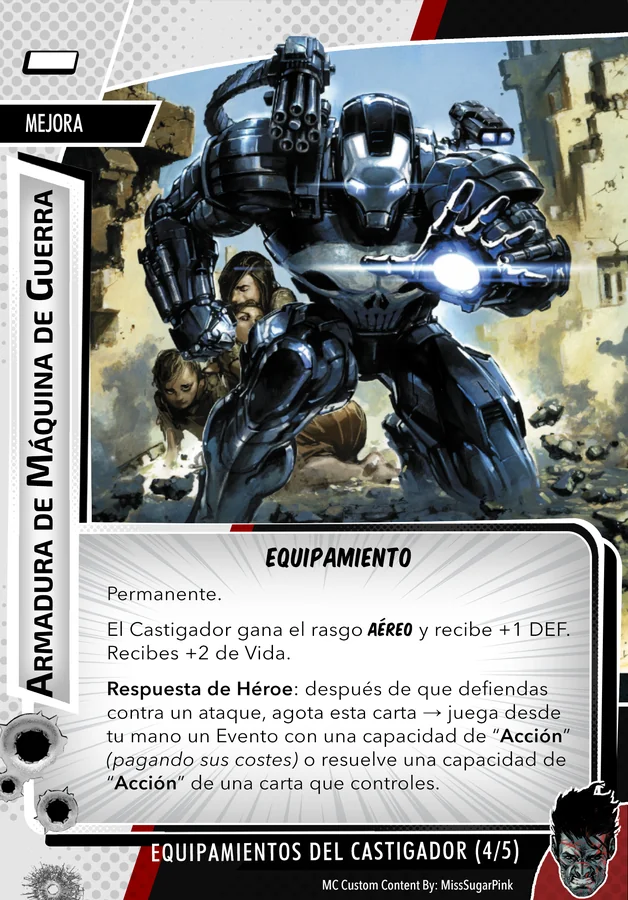 MEJORA
ARMADURA DE MÁQUINA DE GUERRA
EQUIPAMIENTO
Permanente.
El Castigador gana el rasgo AÉREO y recibe +1 DEF.
Recibes +2 de Vida.
Respuesta de Héroe: después de que defiendas
contra un ataque, agota esta carta → juega desde
tu mano un Evento con una capacidad de “Acción”
(pagando sus costes) o resuelve una capacidad de
“Acción” de una carta que controles.
EQUIPAMIENTOS DEL CASTIGADOR (4/5)
MC Custom Content By: MissSugarPink